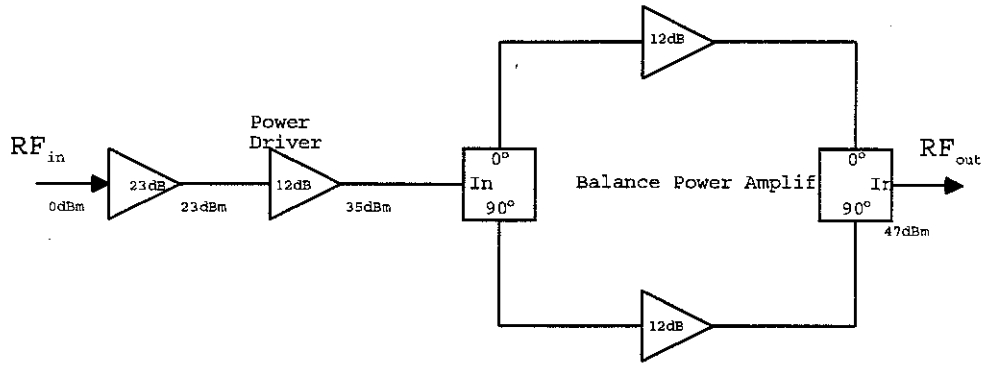 12dB
Power
Driver
RFin
0°
0°
RFout
23dB
12dB
In
Balance Power Amplif
In
0dBm
23dBm
35dBm
90°
90°
47dBm
12dB